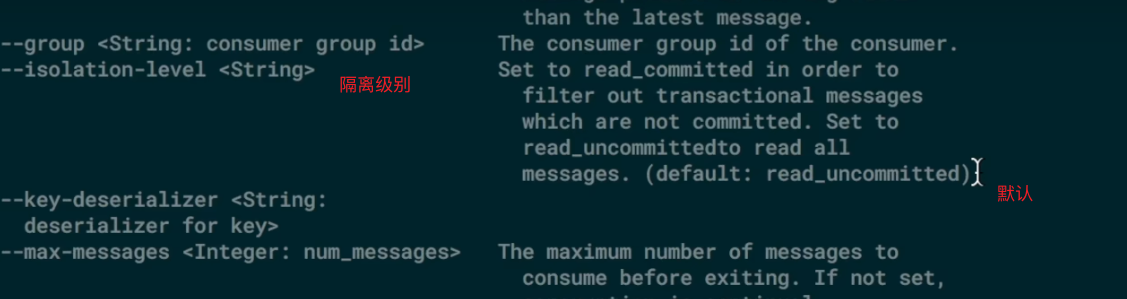 than the latest message.
--group <String: consumer group id> The consumer group id of the consumer.
--isolation-level <String> Set to read_committed in order to
隔离级别
filter out transactional messages
which are not committed. Set to
read_uncommittedto read all
messages. (default: read_uncommitted)
默认
--key-deserializer <String:
deserializer for key>
--max-messages <Integer: num_messages> The maximum number of messages to
consume before exiting. If not set,